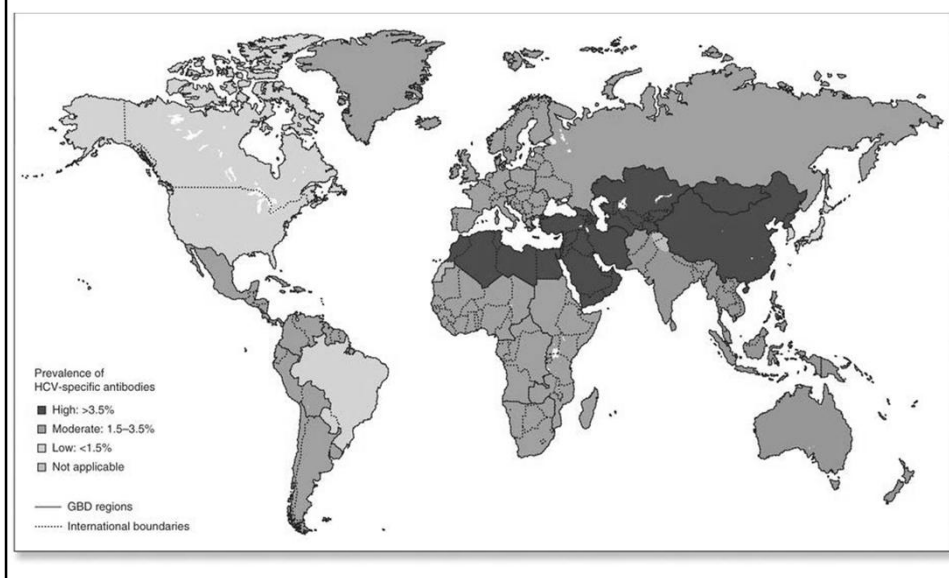 Prevalence of
HCV-specific antibodies
High: >3.5%
Moderate: 1.5–3.5%
Low: <1.5%
Not applicable
GBD regions
International boundaries